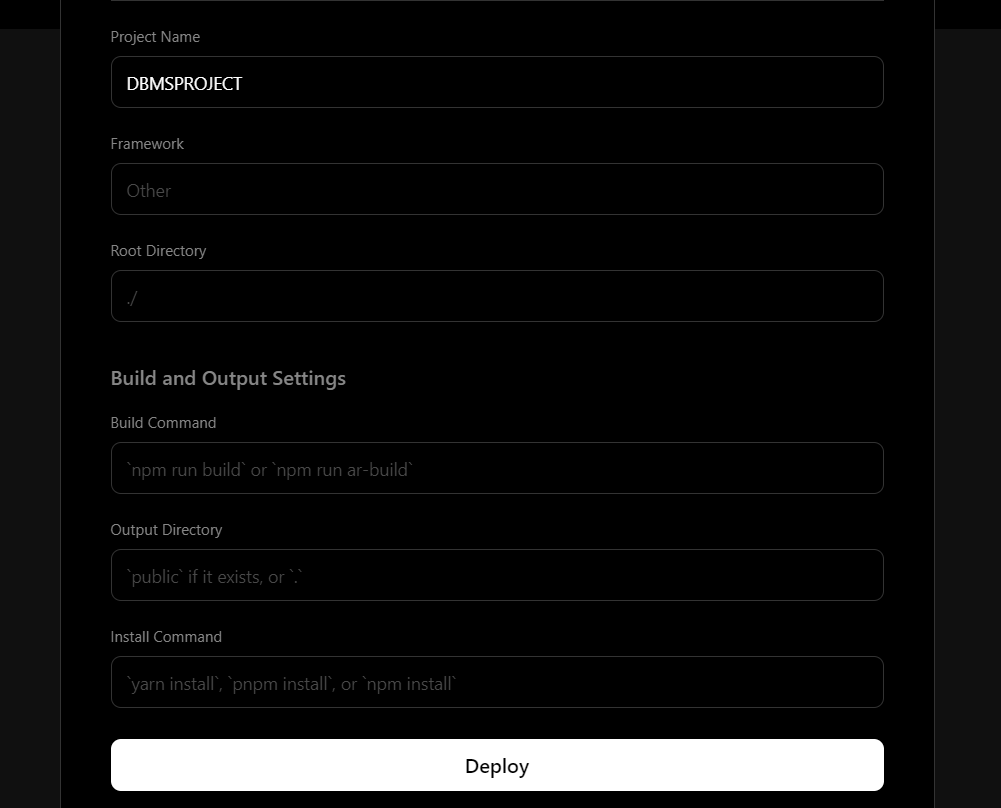 Project Name
DBMSPROJECT
Framework
Other
Root Directory
./
Build and Output Settings
Build Command
`npm run build` or `npm run ar-build`
Output Directory
`public` if it exists, or `.`
Install Command
`yarn install`, `pnpm install`, or `npm install`
Deploy